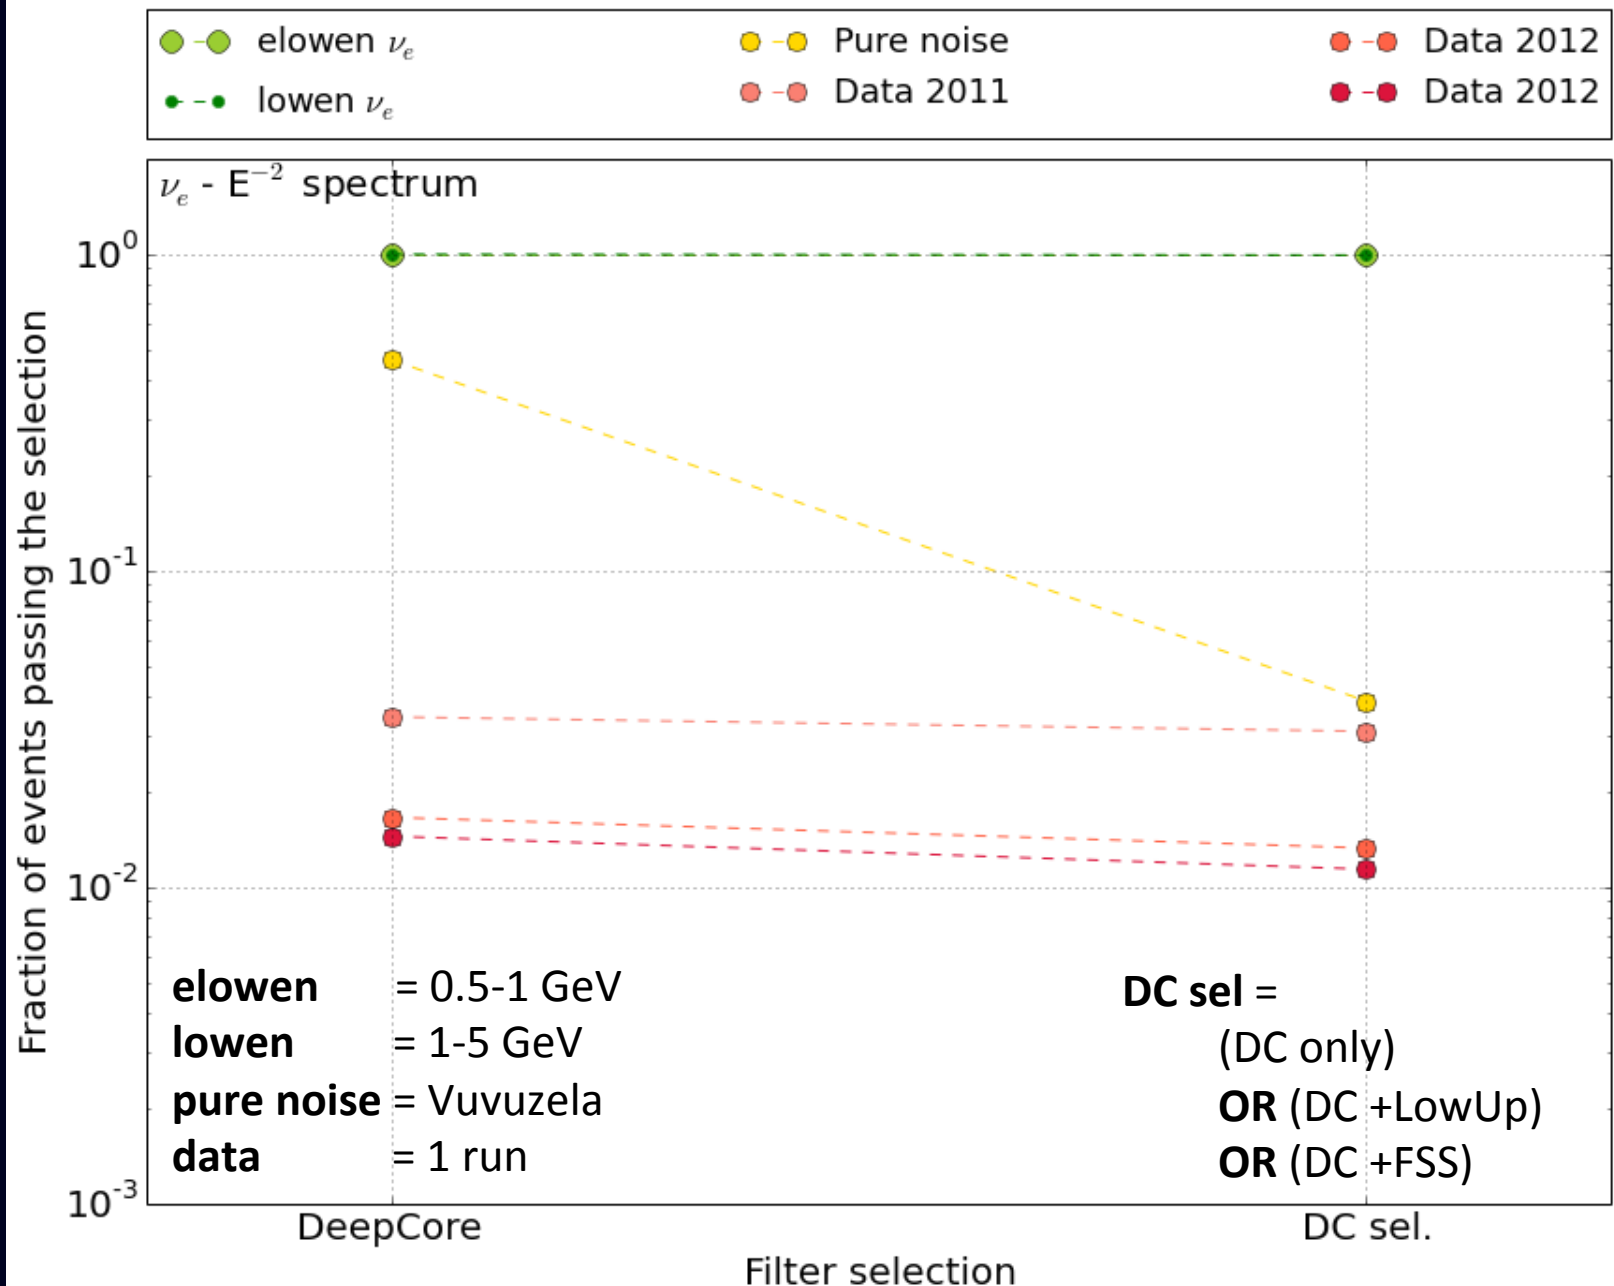 elowen νₑ
lowen νₑ
Pure noise
Data 2011
Data 2012
Data 2012
νₑ - E⁻² spectrum
10⁰
10⁻¹
10⁻²
10⁻³
Fraction of events passing the selection
elowen = 0.5-1 GeV
lowen = 1-5 GeV
pure noise = Vuvuzela
data = 1 run
DC sel =
(DC only)
OR (DC +LowUp)
OR (DC +FSS)
DeepCore
DC sel.
Filter selection